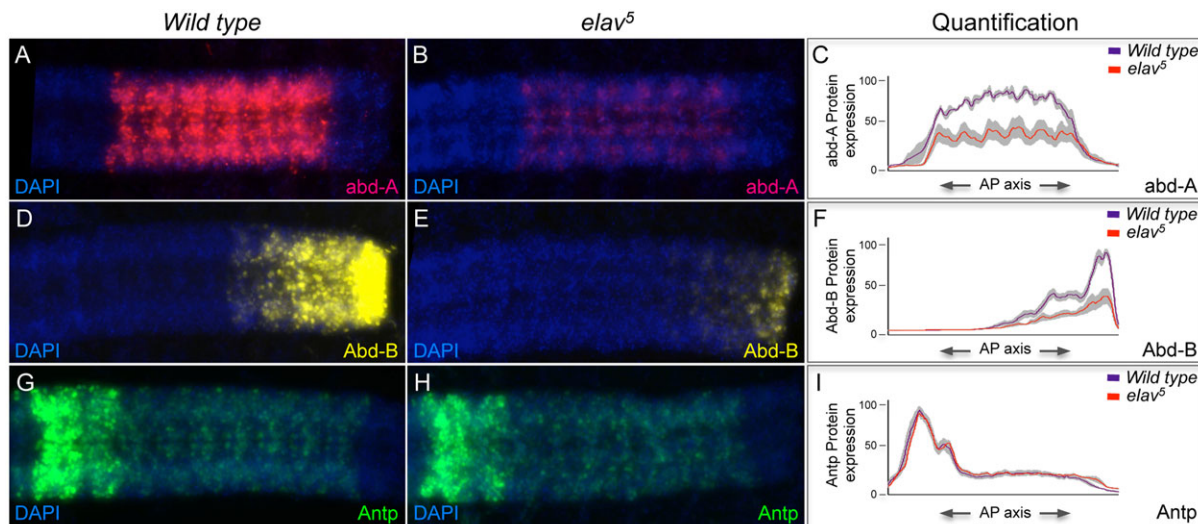 Wild type
elav⁵
Quantification
A
DAPI
abd-A
B
DAPI
abd-A
C
Wild type
elav⁵
100
50
0
abd-A Protein
expression
AP axis
abd-A
D
DAPI
Abd-B
E
DAPI
Abd-B
F
Wild type
elav⁵
100
50
0
Abd-B Protein
expression
AP axis
Abd-B
G
DAPI
Antp
H
DAPI
Antp
I
Wild type
elav⁵
100
50
0
Antp Protein
expression
AP axis
Antp